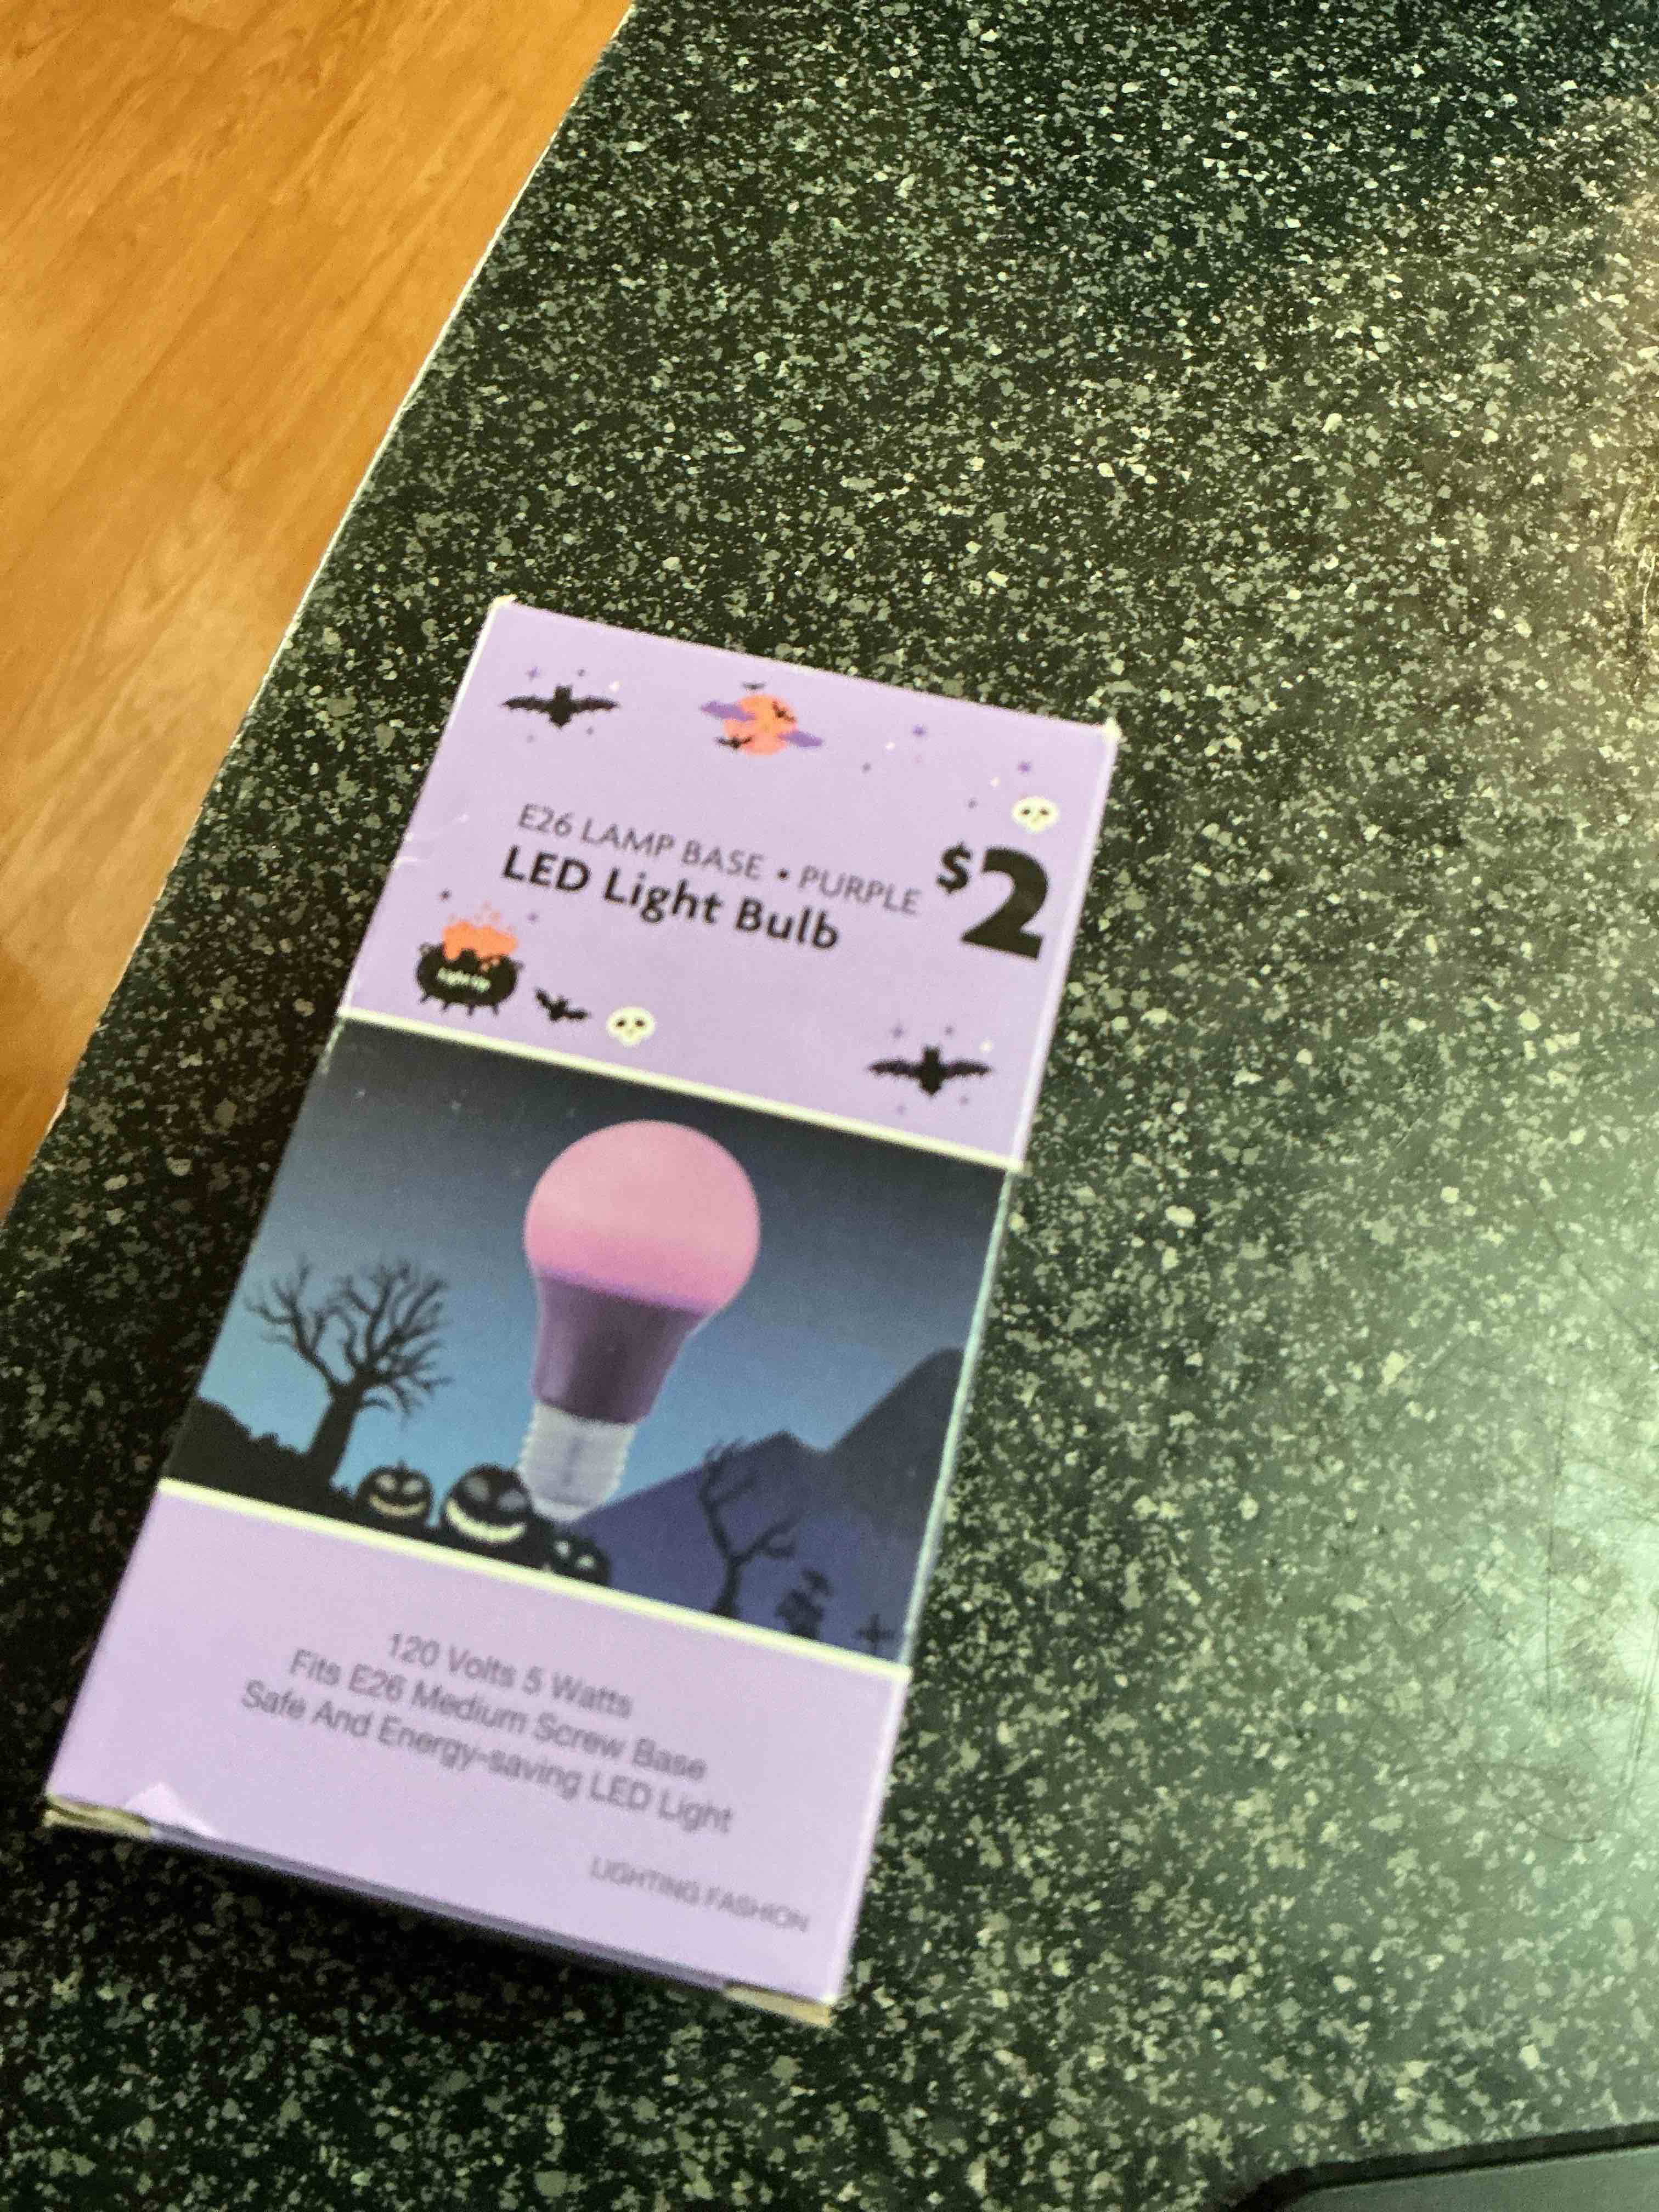 E26 LAMP BASE • PURPLE
LED Light Bulb
$2
120 Volts 5 Watts
Fits E26 Medium Screw Base
Safe And Energy-saving LED Light
LIGHTING FASHION